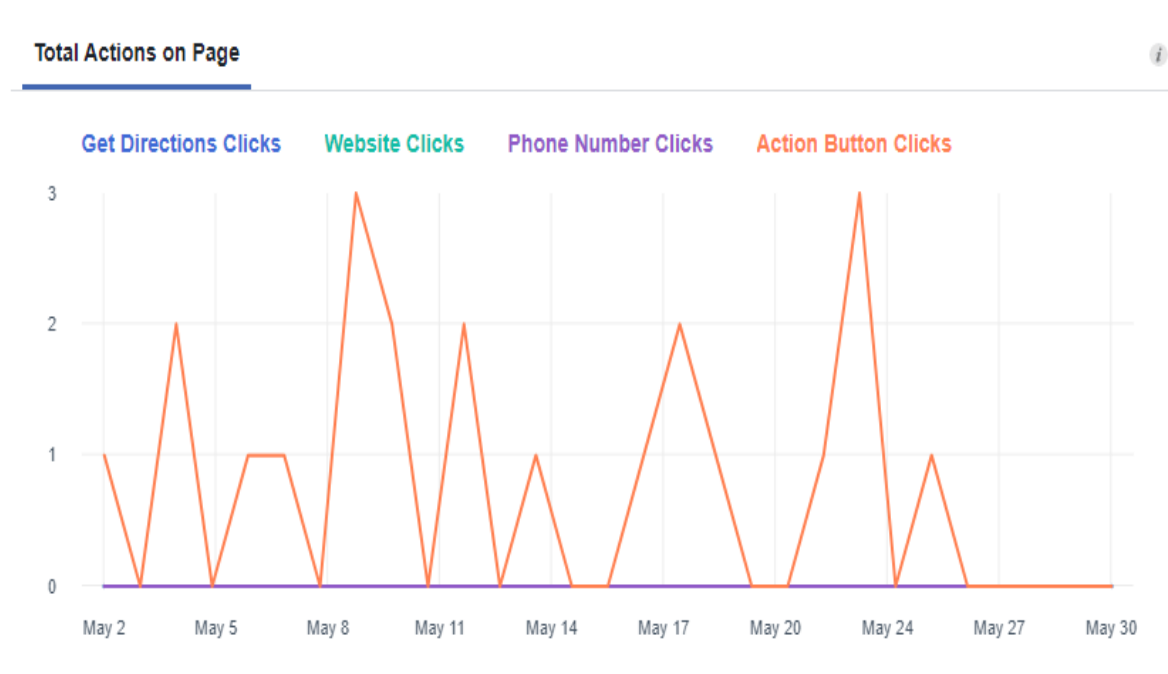 Total Actions on Page
i
Get Directions Clicks Website Clicks Phone Number Clicks Action Button Clicks
3
2
1
0
May 2 May 5 May 8 May 11 May 14 May 17 May 20 May 24 May 27 May 30